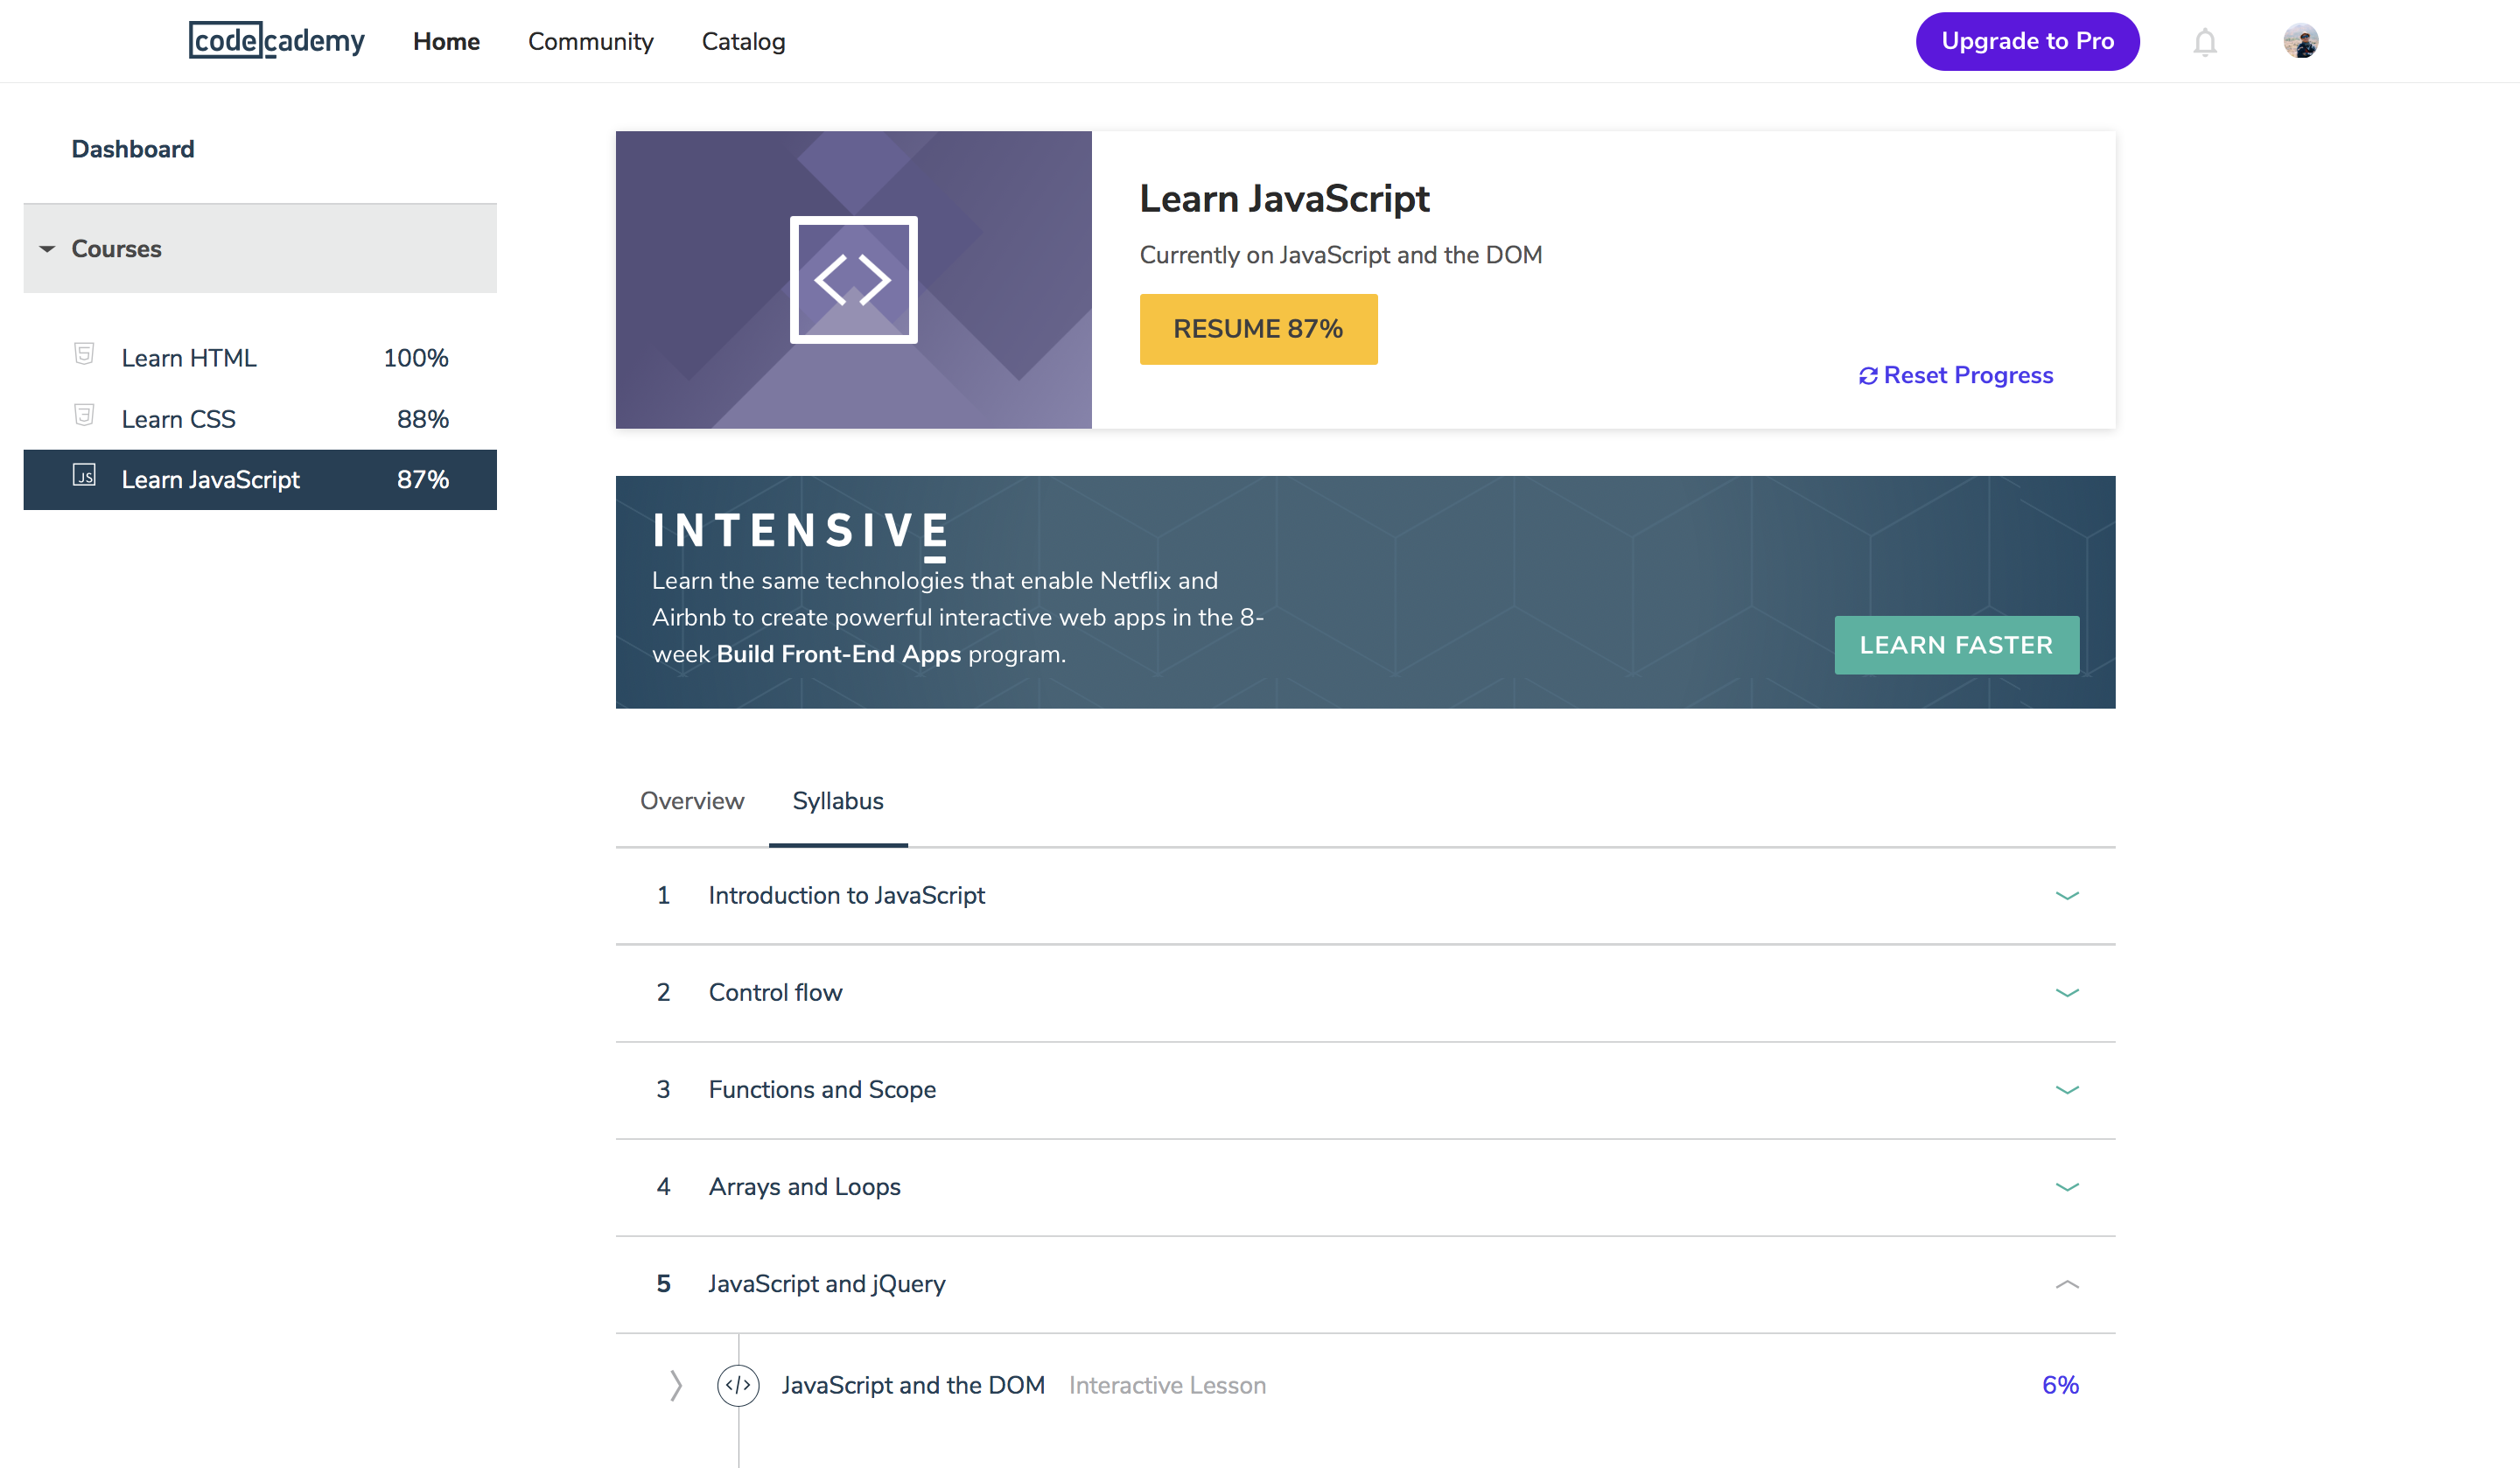 codecademy Home Community Catalog Upgrade to Pro
Dashboard
Courses
Learn HTML 100%
Learn CSS 88%
JS Learn JavaScript 87%
Learn JavaScript
Currently on JavaScript and the DOM
RESUME 87%
Reset Progress
INTENSIVE
Learn the same technologies that enable Netflix and
Airbnb to create powerful interactive web apps in the 8-
week Build Front-End Apps program.
LEARN FASTER
Overview Syllabus
1 Introduction to JavaScript
2 Control flow
3 Functions and Scope
4 Arrays and Loops
5 JavaScript and jQuery
</> JavaScript and the DOM Interactive Lesson 6%